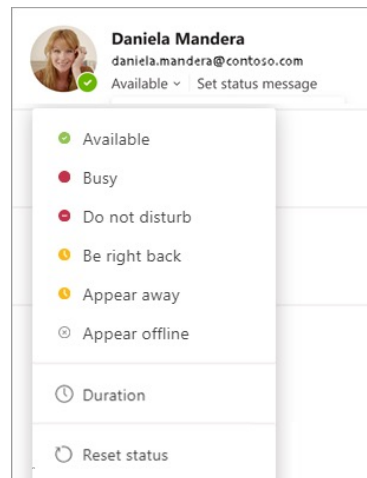 Daniela Mandera
daniela.mandera@contoso.com
Available Set status message
Available
Busy
Do not disturb
Be right back
Appear away
Appear offline
Duration
Reset status